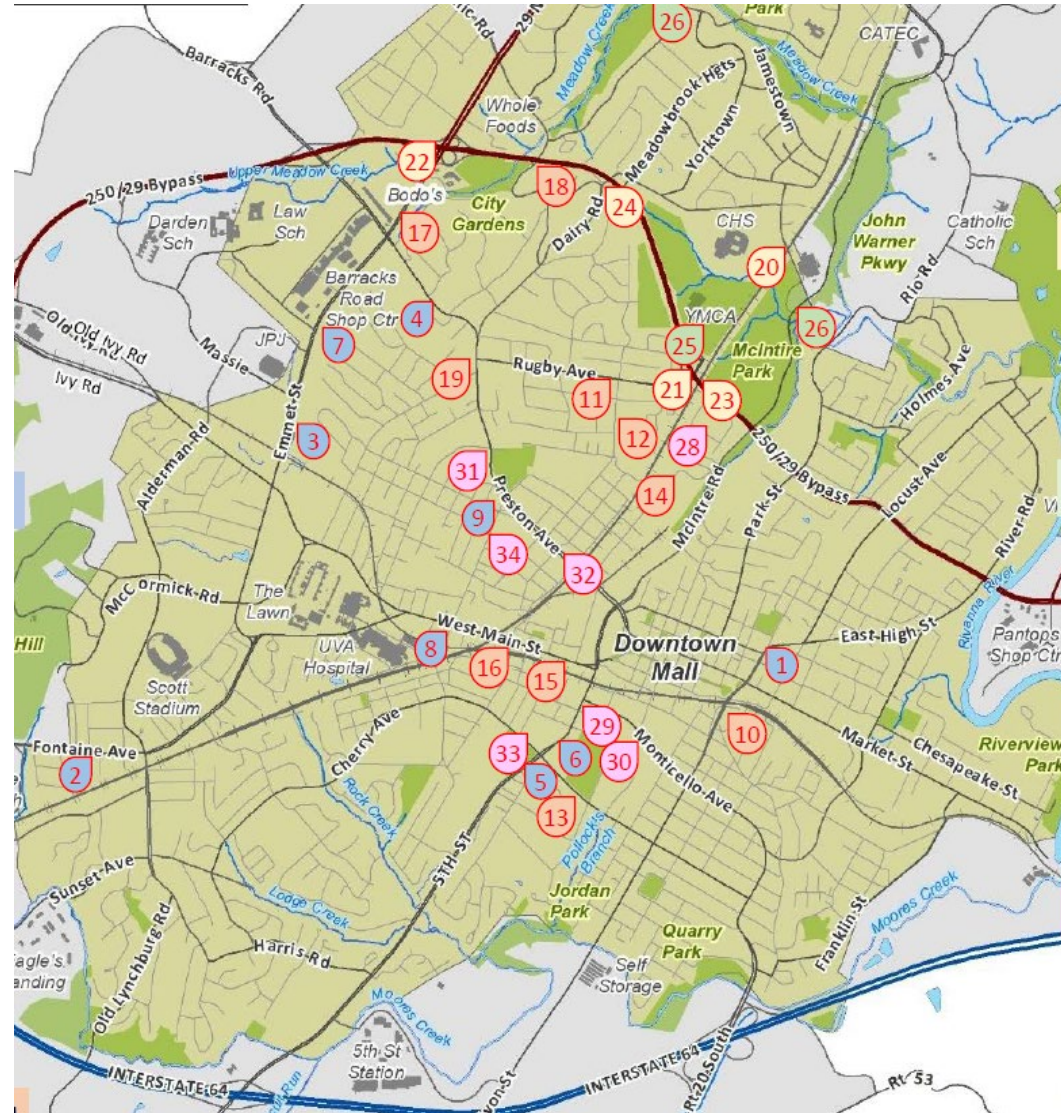 26
Park
CATEC
29 N
Barracks Rd
Meadow Creek
Whole
Foods
Meadowbrook Hgts
Yorktown
Jamestown
Meadow Creek
250/29 Bypass
Upper Meadow Creek
22
Bodo's
18
24
Darden
Sch
Law
Sch
17
City
Gardens
Dairy Rd
CHS
20
John
Warner
Pkwy
Catholic
Sch
Rio Rd
Barracks
Road
Shop Ctr
4
7
YMCA
26
25
McIntire
Park
Old Ivy Rd
Old Ivy Rd
Ivy Rd
Massie
JPJ
19
Rugby Ave
11
21
23
Holmes Ave
Emmet St
3
12
28
Alderman Rd
31
Preston Ave
14
McIntire Rd
250/29 Bypass
Park St
Locust Ave
River Rd
9
34
32
McCormick Rd
The
Lawn
UVA
Hospital
West Main St
8
16
15
Downtown
Mall
1
East High St
Rivanna River
Pantops
Shop Ctr
Hill
Scott
Stadium
Fontaine Ave
2
Cherry Ave
33
29
6
30
5
13
10
Monticello Ave
Market St
Chesapeake St
Riverview
Park
Rock Creek
5TH ST
Pollocks
Branch
Sunset Ave
Lodge Creek
Jordan
Park
Quarry
Park
Franklin St
Moores Creek
Old Lynchburg Rd
Harris Rd
Self
Storage
Moores Creek
5th St
Station
INTERSTATE 64
INTERSTATE 64
Rt 20 South
Rt 53